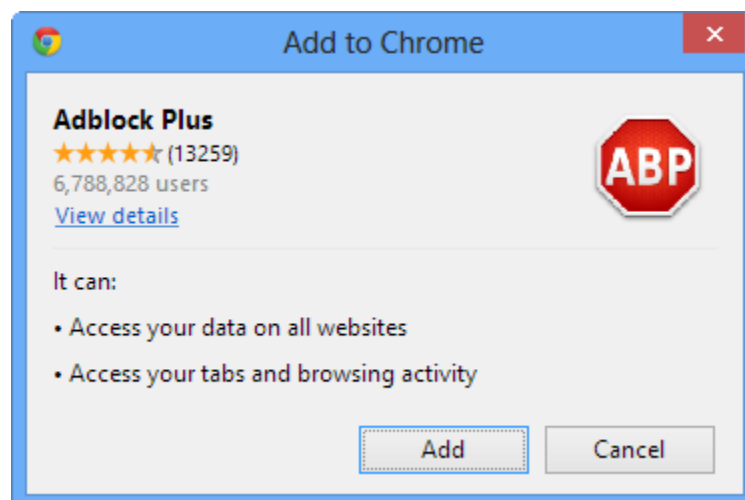 Add to Chrome
Adblock Plus
(13259)
6,788,828 users
View details
ABP
It can:
• Access your data on all websites
• Access your tabs and browsing activity
Add Cancel